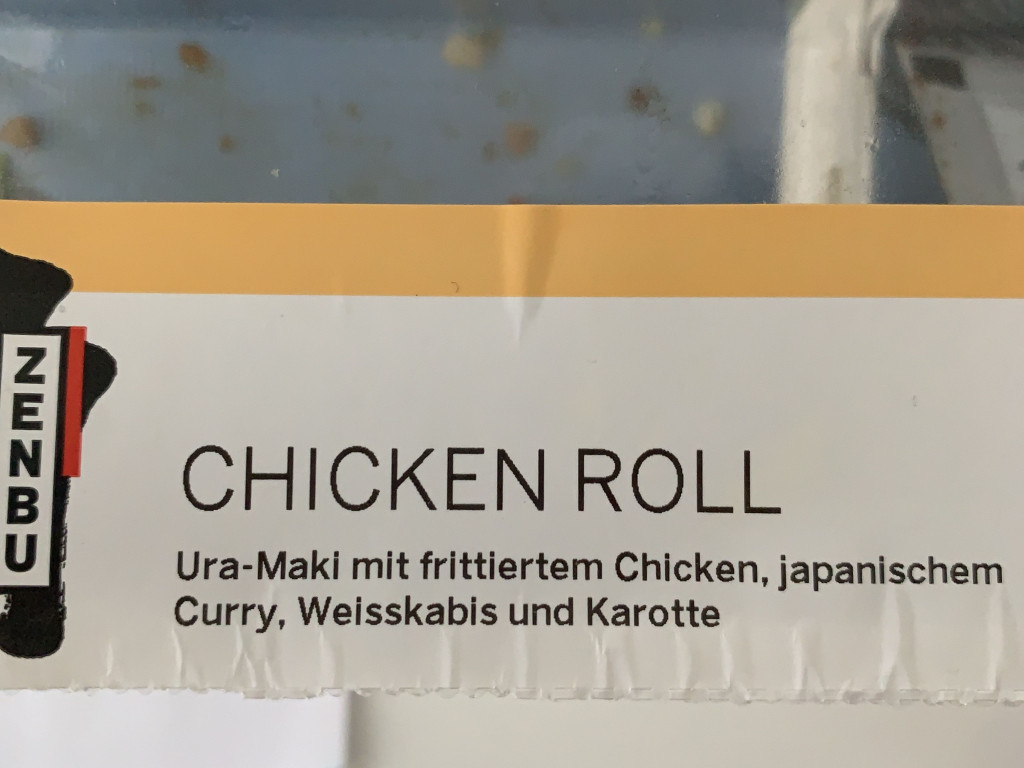 ZENBU
CHICKEN ROLL
Ura-Maki mit frittiertem Chicken, japanischem
Curry, Weisskabis und Karotte